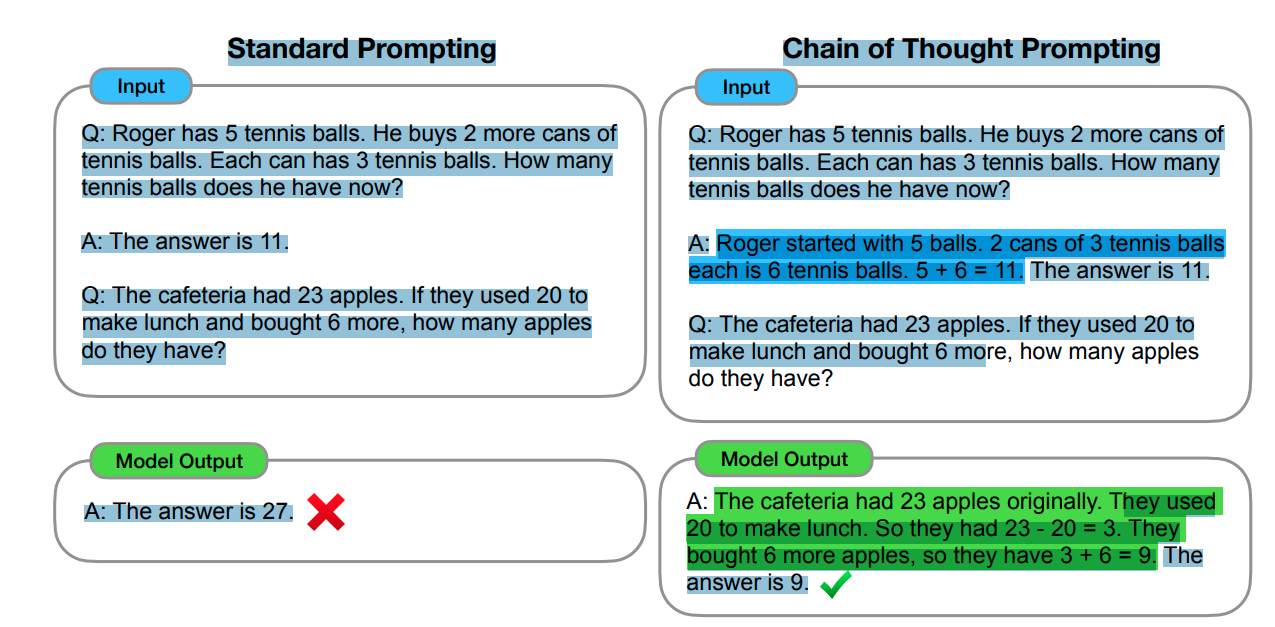 Standard Prompting
Input
Q: Roger has 5 tennis balls. He buys 2 more cans of
tennis balls. Each can has 3 tennis balls. How many
tennis balls does he have now?
A: The answer is 11.
Q: The cafeteria had 23 apples. If they used 20 to
make lunch and bought 6 more, how many apples
do they have?
Model Output
A: The answer is 27.
Chain of Thought Prompting
Input
Q: Roger has 5 tennis balls. He buys 2 more cans of
tennis balls. Each can has 3 tennis balls. How many
tennis balls does he have now?
A: Roger started with 5 balls. 2 cans of 3 tennis balls
each is 6 tennis balls. 5 + 6 = 11. The answer is 11.
Q: The cafeteria had 23 apples. If they used 20 to
make lunch and bought 6 more, how many apples
do they have?
Model Output
A: The cafeteria had 23 apples originally. They used
20 to make lunch. So they had 23 - 20 = 3. They
bought 6 more apples, so they have 3 + 6 = 9. The
answer is 9.